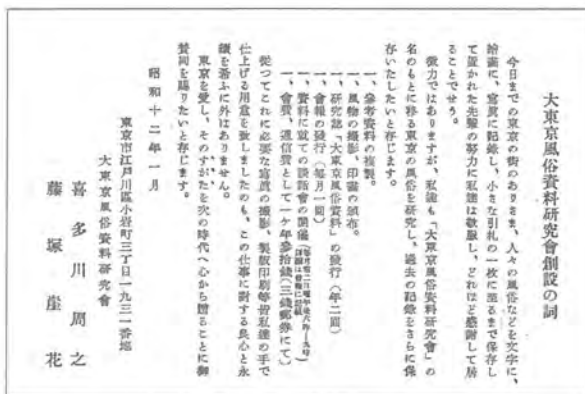 大東京風俗資料研究會創設の詞
今日までの東京の街のありさま、人々の風俗などを文字に、
繪畵に、寫眞に記錄し、小さな引札の一枚に至るまで保存し
て置かれた先輩の努力に私達は敬服し、どれほど感謝して居
ることでせう。
微力ではありますが、私達も「大東京風俗資料研究會」の
名のもとに移る東京の風俗を研究し、過去の記錄をさらに保
存いたしたいと存じます。
一、參考資料の複製。
一、風物の撮影、印畵の頒布。
一、研究誌「大東京風俗資料」の發行(年二回)
一、會報の發行(毎月一回)
一、資料に就ての談話會の開催
一、會費、通信費として一ケ年參拾錢(三錢郵券にて)
從つてこれに必要な寫眞の撮影、製版印刷等皆私達の手で
仕上げる用意を致しましたのも、この仕事に對する良心と永
續を希ふに外はありません。
東京を愛し、そのすがたを次の時代へ心から贈ることに御
賛同を賜りたいと存じます。
昭和十二年一月
東京市江戸川區小岩町三丁目一九三一番地
大東京風俗資料研究會
喜多川周之
藤塚崖花